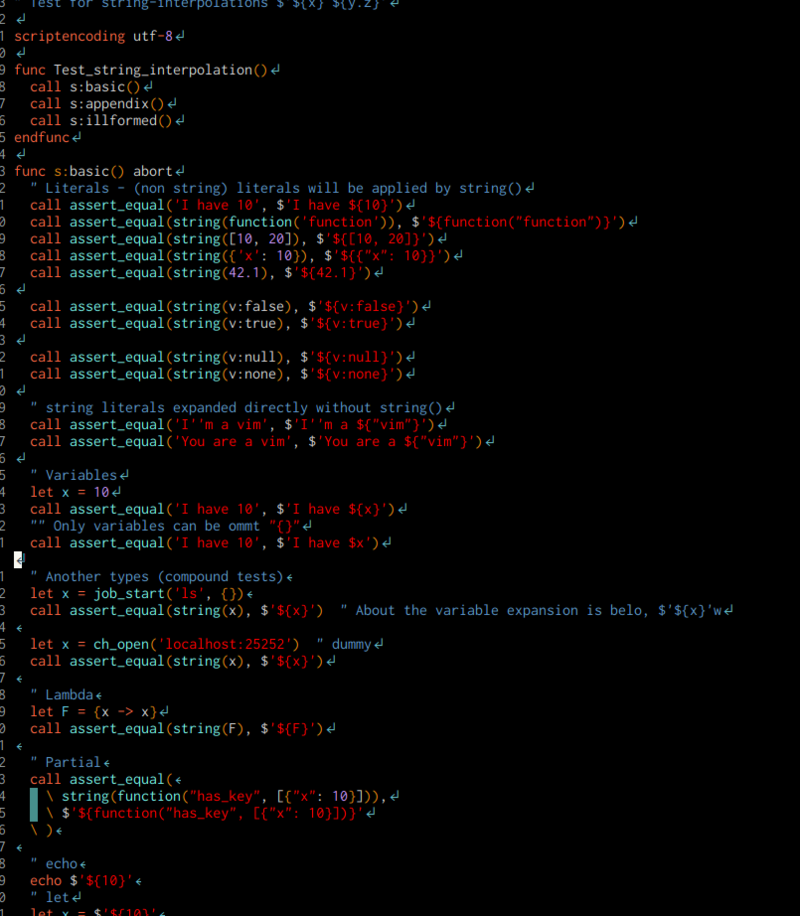 " Test for string-interpolations $'${x} ${y.z}'↲
2 ↲
1 scriptencoding utf-8↲
0 ↲
9 func Test_string_interpolation()↲
8   call s:basic()↲
7   call s:appendix()↲
6   call s:illformed()↲
5 endfunc↲
4 ↲
3 func s:basic() abort↲
2   " Literals - (non string) literals will be applied by string()↲
1   call assert_equal('I have 10', $'I have ${10}')↲
0   call assert_equal(string(function('function')), $'${function("function")}')↲
9   call assert_equal(string([10, 20]), $'${[10, 20]}')↲
8   call assert_equal(string({'x': 10}), $'${{"x": 10}}')↲
7   call assert_equal(string(42.1), $'${42.1}')↲
6 ↲
5   call assert_equal(string(v:false), $'${v:false}')↲
4   call assert_equal(string(v:true), $'${v:true}')↲
3 ↲
2   call assert_equal(string(v:null), $'${v:null}')↲
1   call assert_equal(string(v:none), $'${v:none}')↲
0 ↲
9   " string literals expanded directly without string()↲
8   call assert_equal('I''m a vim', $'I''m a ${"vim"}')↲
7   call assert_equal('You are a vim', $'You are a ${"vim"}')↲
6 ↲
5   " Variables↲
4   let x = 10↲
3   call assert_equal('I have 10', $'I have ${x}')↲
2   "" Only variables can be ommt "{}"↲
1   call assert_equal('I have 10', $'I have $x')↲
↲
1   " Another types (compound tests)↲
2   let x = job_start('ls', {})↲
3   call assert_equal(string(x), $'${x}')  " About the variable expansion is belo, $'${x}'w↲
4 ↲
5   let x = ch_open('localhost:25252')  " dummy↲
6   call assert_equal(string(x), $'${x}')↲
7 ↲
8   " Lambda↲
9   let F = {x -> x}↲
0   call assert_equal(string(F), $'${F}')↲
1 ↲
2   " Partial↲
3   call assert_equal(↲
4     \ string(function("has_key", [{"x": 10}])),↲
5     \ $'${function("has_key", [{"x": 10}])}'↲
6   \ )↲
7 ↲
8   " echo↲
9   echo $'${10}'↲
0   " let↲
1   let x = $'${10}'↲